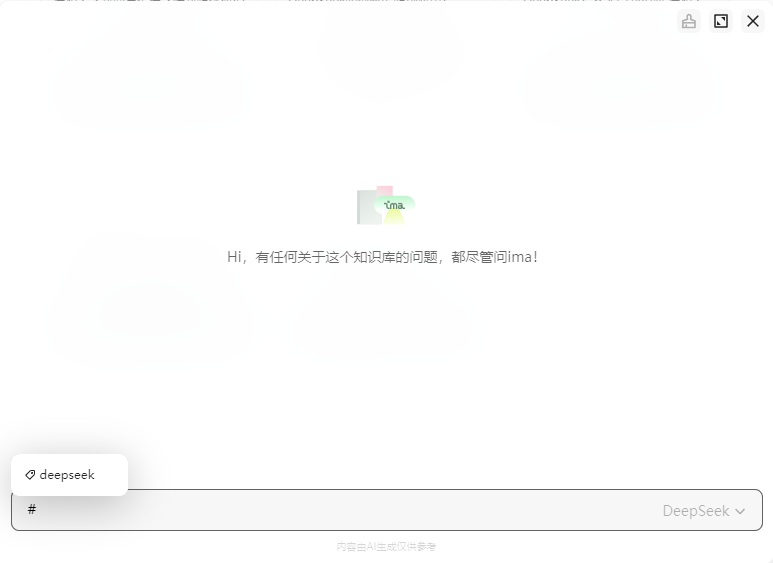 ima.
Hi，有任何关于这个知识库的问题，都尽管问ima！
deepseek
#
DeepSeek
内容由AI生成仅供参考